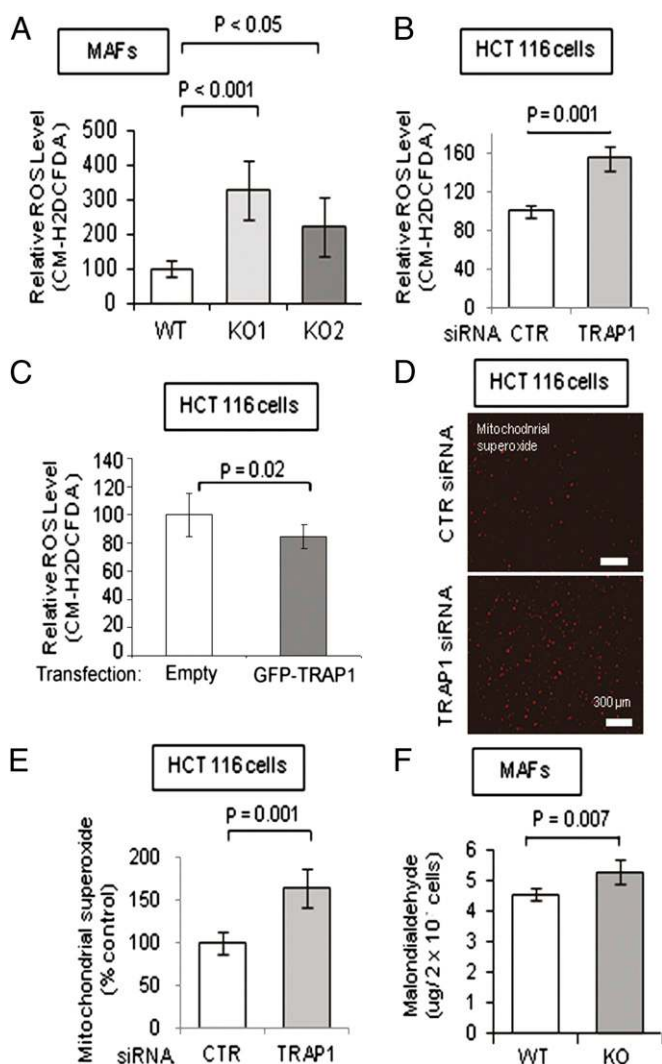 A
MAFs
P < 0.05
P < 0.001
Relative ROS Level
(CM-H2DCFDA)
500
400
300
200
100
0
WT KO1 KO2
B
HCT 116 cells
P = 0.001
Relative ROS Level
(CM-H2DCFDA)
160
120
80
40
0
siRNA CTR TRAP1
C
HCT 116 cells
P = 0.02
Relative ROS Level
(CM-H2DCFDA)
140
120
100
80
60
40
20
0
Transfection: Empty GFP-TRAP1
D
HCT 116 cells
CTR siRNA
Mitochodnrial
superoxide
TRAP1 siRNA
300 µm
E
HCT 116 cells
P = 0.001
Mitochondrial superoxide
(% control)
200
150
100
50
0
siRNA CTR TRAP1
F
MAFs
P = 0.007
Malondialdehyde
(ug/ 2 x 10 cells)
6
5
4
3
2
1
0
WT KO